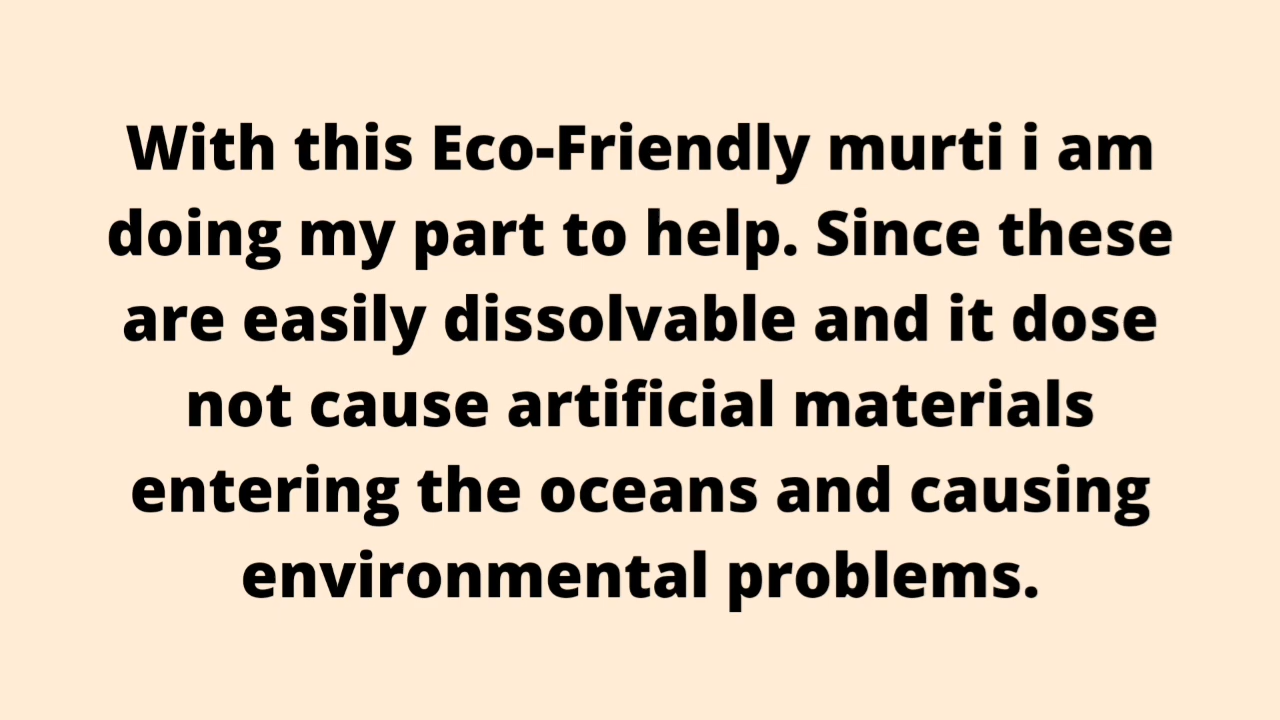 With this Eco-Friendly murti i am
doing my part to help. Since these
are easily dissolvable and it dose
not cause artificial materials
entering the oceans and causing
environmental problems.